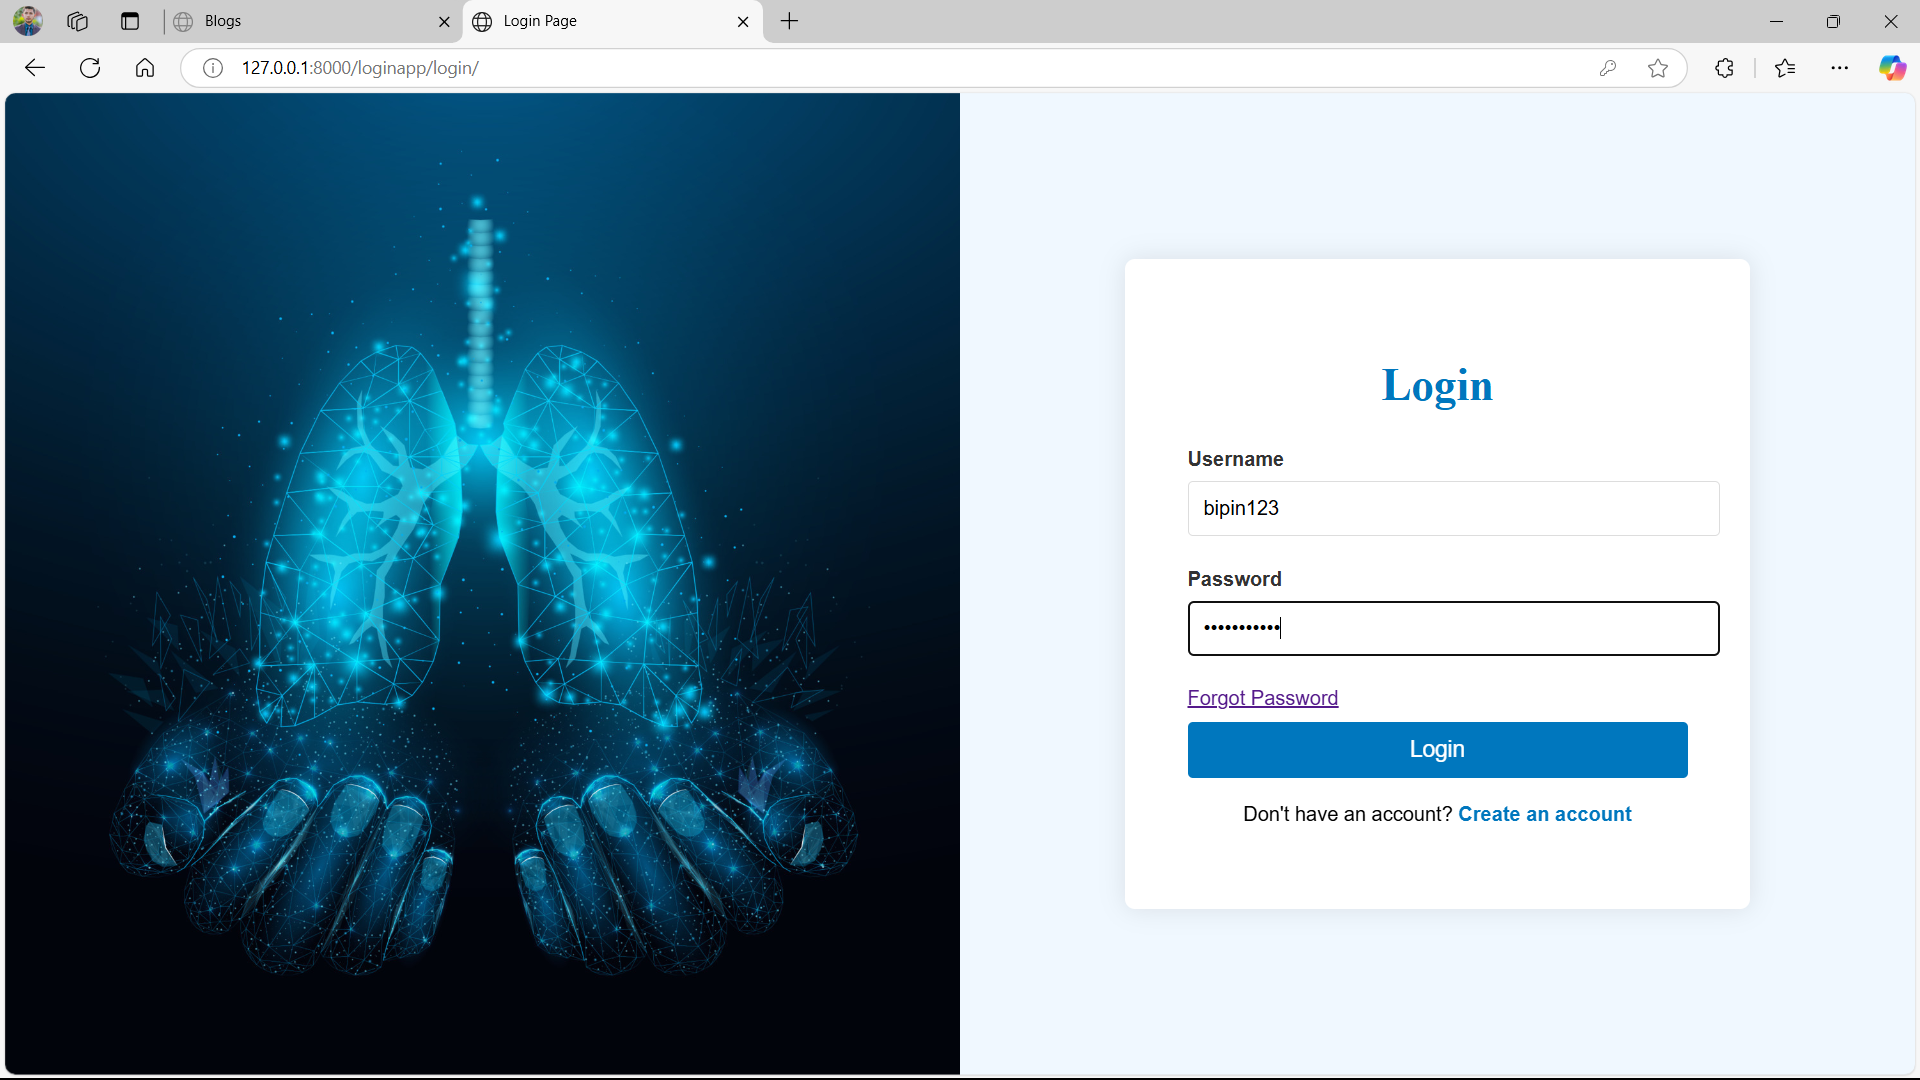 Blogs
Login Page
127.0.0.1:8000/loginapp/login/
Login
Username
bipin123
Password
•••••••••••
Forgot Password
Login
Don't have an account? Create an account